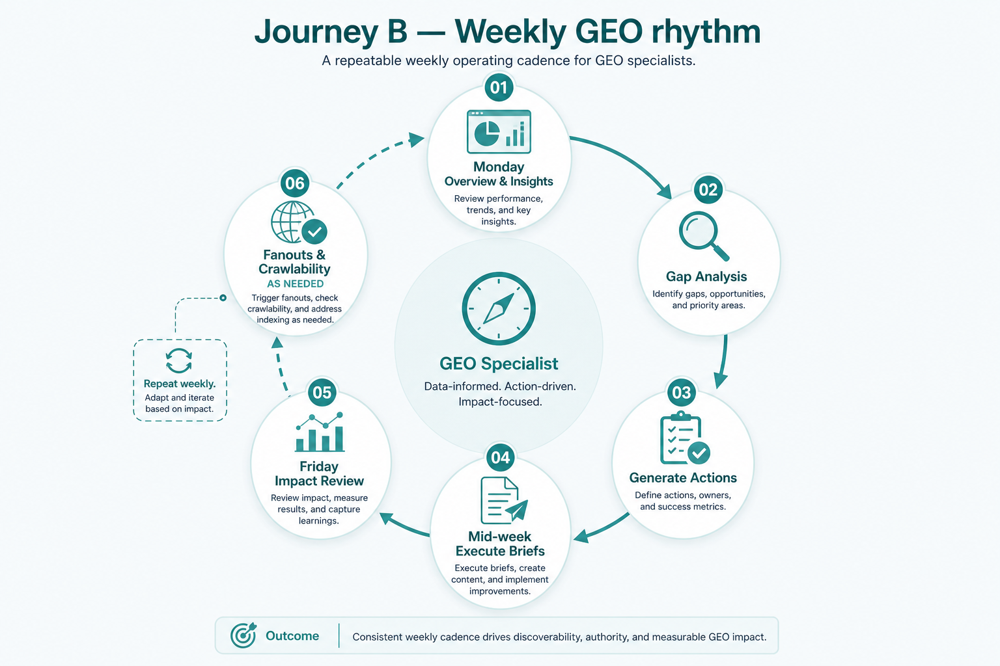 Journey B — Weekly GEO rhythm
A repeatable weekly operating cadence for GEO specialists.
01
Monday
Overview & Insights
Review performance,
trends, and key
insights.
02
Gap Analysis
Identify gaps, opportunities,
and priority areas.
03
Generate Actions
Define actions, owners,
and success metrics.
04
Mid-week
Execute Briefs
Execute briefs, create
content, and implement
improvements.
05
Friday
Impact Review
Review impact, measure
results, and capture
learnings.
06
Fanouts &
Crawlability
AS NEEDED
Trigger fanouts, check
crawlability, and address
indexing as needed.
Repeat weekly.
Adapt and iterate
based on impact.
GEO Specialist
Data-informed. Action-driven.
Impact-focused.
Outcome
Consistent weekly cadence drives discoverability, authority, and measurable GEO impact.